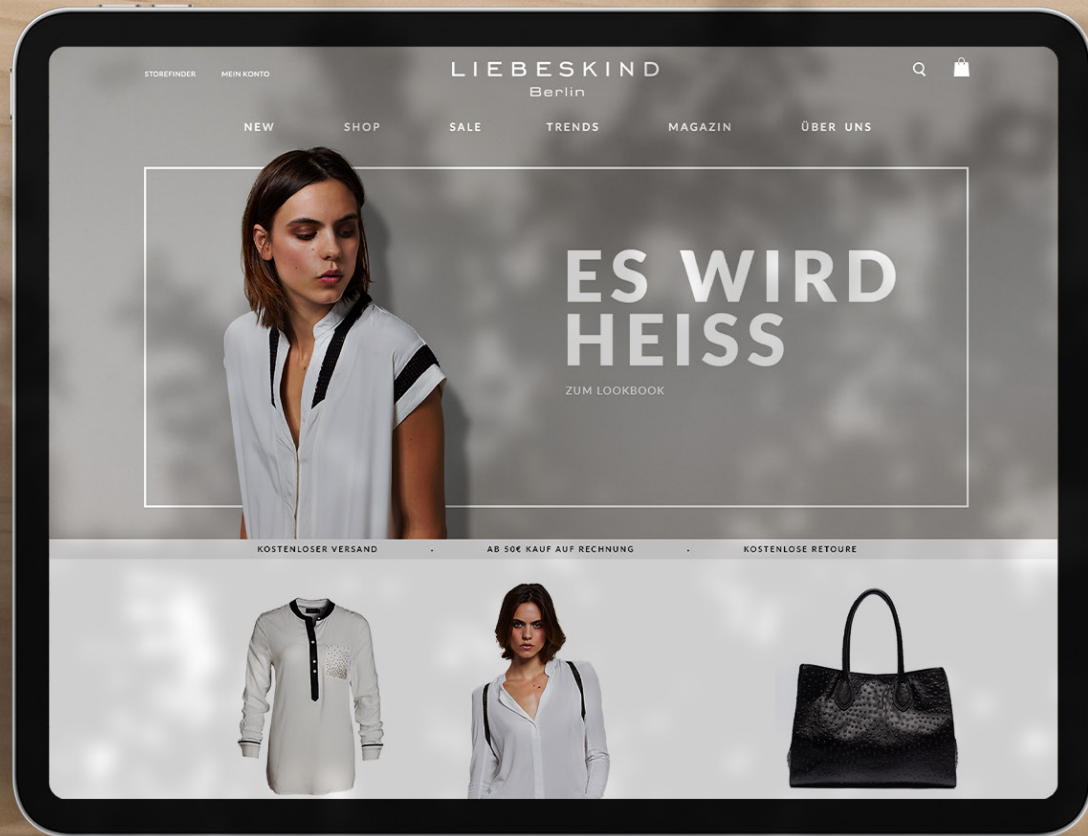 STOREFINDER
MEIN KONTO
LIEBESKIND
Berlin
NEW
SHOP
SALE
TRENDS
MAGAZIN
ÜBER UNS
ES WIRD
HEISS
ZUM LOOKBOOK
KOSTENLOSER VERSAND · AB 50€ KAUF AUF RECHNUNG · KOSTENLOSE RETOURE